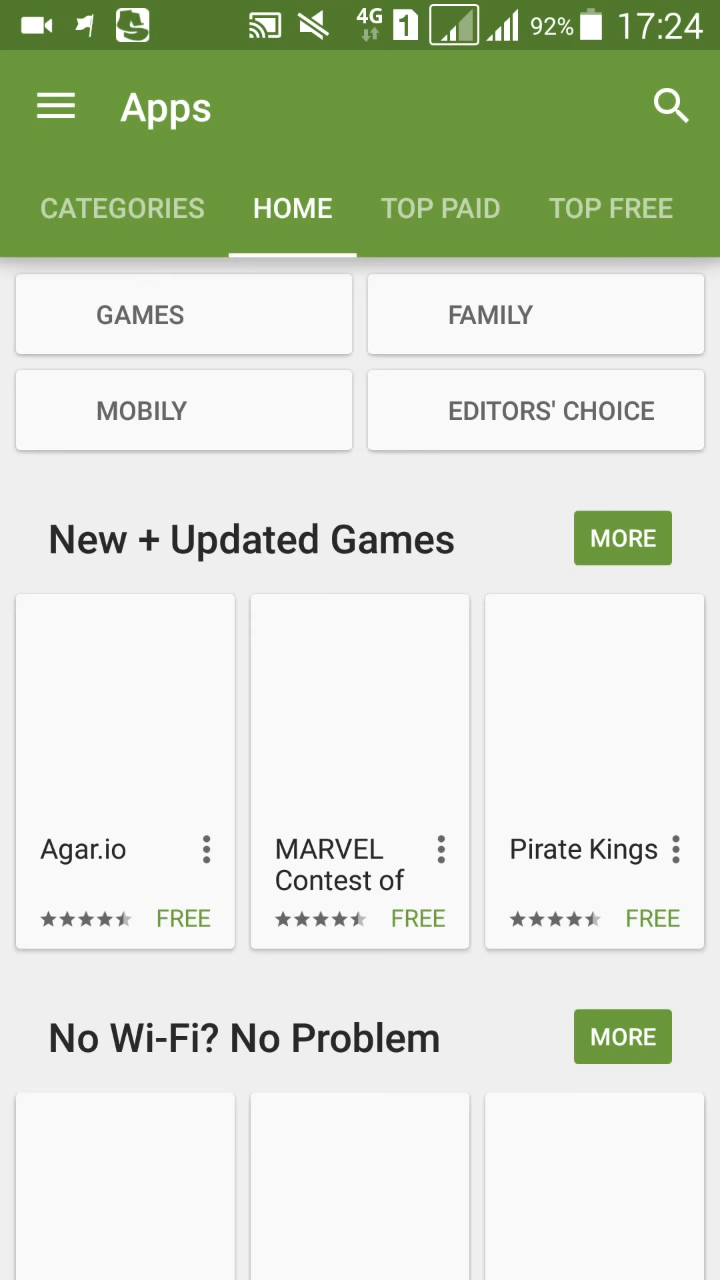 4G 1 92% 17:24
Apps
CATEGORIES HOME TOP PAID TOP FREE
GAMES FAMILY
MOBILY EDITORS' CHOICE
New + Updated Games MORE
Agar.io MARVEL Pirate Kings
Contest of
FREE FREE FREE
No Wi-Fi? No Problem MORE